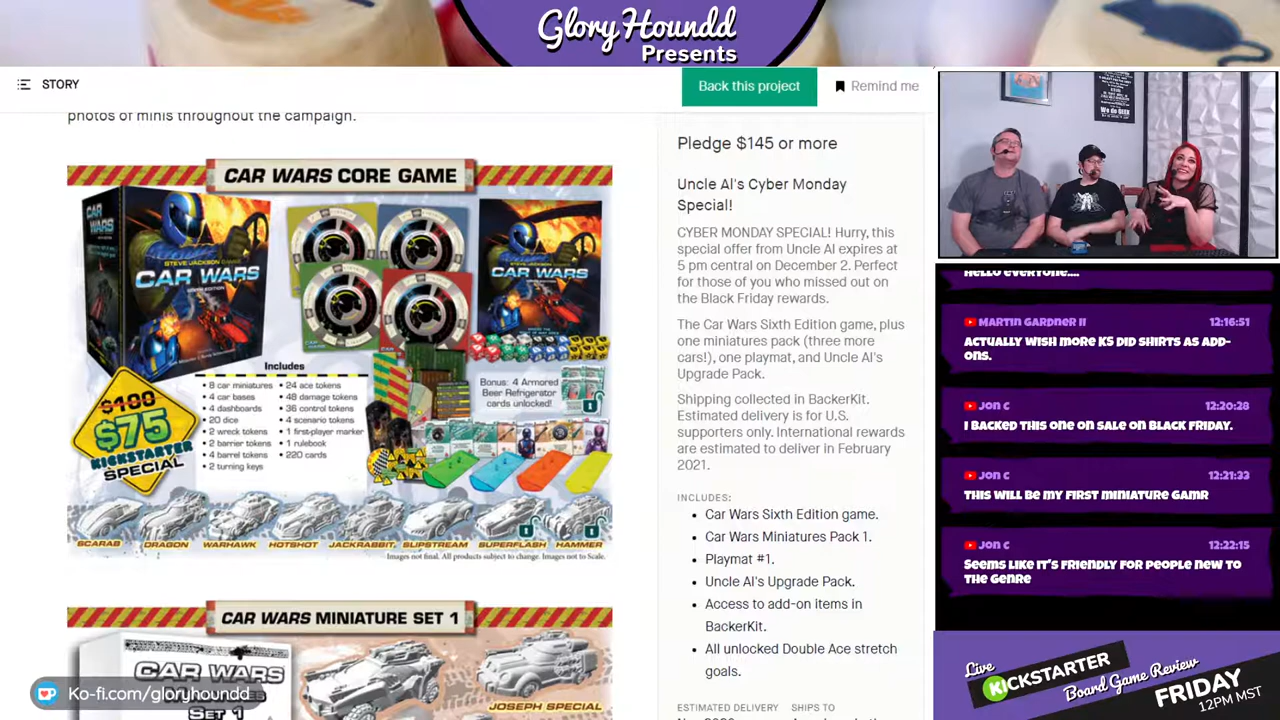 GloryHoundd
Presents
STORY
Back this project
Remind me
photos of minis throughout the campaign.
CAR WARS CORE GAME
CAR WARS
STEVE JACKSON GAMES
CAR WARS
SIXTH EDITION
CAR WARS
$100
$75
KICKSTARTER
SPECIAL
Includes
• 8 car miniatures
• 4 car bases
• 4 dashboards
• 20 dice
• 2 wreck tokens
• 2 barrier tokens
• 4 barrel tokens
• 2 turning keys
• 24 ace tokens
• 48 damage tokens
• 36 control tokens
• 4 scenario tokens
• 1 first-player marker
• 1 rulebook
• 220 cards
Bonus: 4 Armored
Beer Refrigerator
cards unlocked!
SCARAB
DRAGON
WARHAWK
HOTSHOT
JACKRABBIT
SLIPSTREAM
SUPERFLASH
HAMMER
Images not final. All products subject to change. Images not to Scale.
CAR WARS MINIATURE SET 1
CAR WARS
SET 1
JOSEPH SPECIAL
Ko-fi.com/gloryhoundd
Pledge $145 or more
Uncle Al's Cyber Monday
Special!
CYBER MONDAY SPECIAL! Hurry, this
special offer from Uncle Al expires at
5 pm central on December 2. Perfect
for those of you who missed out on
the Black Friday rewards.
The Car Wars Sixth Edition game, plus
one miniatures pack (three more
cars!), one playmat, and Uncle Al's
Upgrade Pack.
Shipping collected in BackerKit.
Estimated delivery is for U.S.
supporters only. International rewards
are estimated to deliver in February
2021.
INCLUDES:
• Car Wars Sixth Edition game.
• Car Wars Miniatures Pack 1.
• Playmat #1.
• Uncle Al's Upgrade Pack.
• Access to add-on items in
BackerKit.
• All unlocked Double Ace stretch
goals.
ESTIMATED DELIVERY
SHIPS TO
HELLO EVERYONE....
MARTIN GARDNER II 12:16:51
ACTUALLY WISH MORE KS DID SHIRTS AS ADD-
ONS.
JON C 12:20:28
I BACKED THIS ONE ON SALE ON BLACK FRIDAY.
JON C 12:21:33
THIS WILL BE MY FIRST MINIATURE GAMR
JON C 12:22:15
SEEMS LIKE IT'S FRIENDLY FOR PEOPLE NEW TO
THE GENRE
Live
KICKSTARTER
Board Game Review
FRIDAY
12PM MST